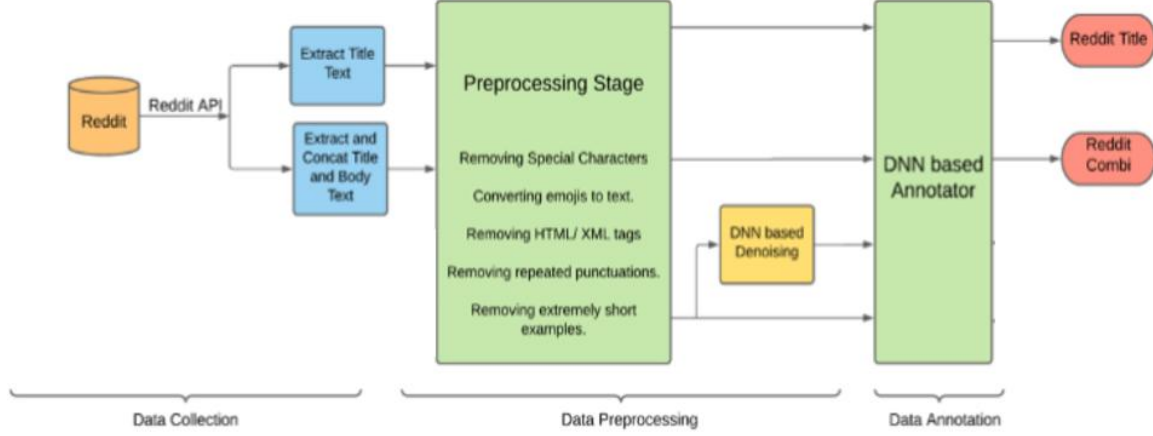 Reddit
Reddit API
Extract Title
Text
Extract and
Concat Title
and Body
Text
Preprocessing Stage
Removing Special Characters
Converting emojis to text.
Removing HTML/ XML tags
Removing repeated punctuations.
Removing extremely short
examples.
DNN based
Denoising
DNN based
Annotator
Reddit Title
Reddit
Combi
Data Collection
Data Preprocessing
Data Annotation